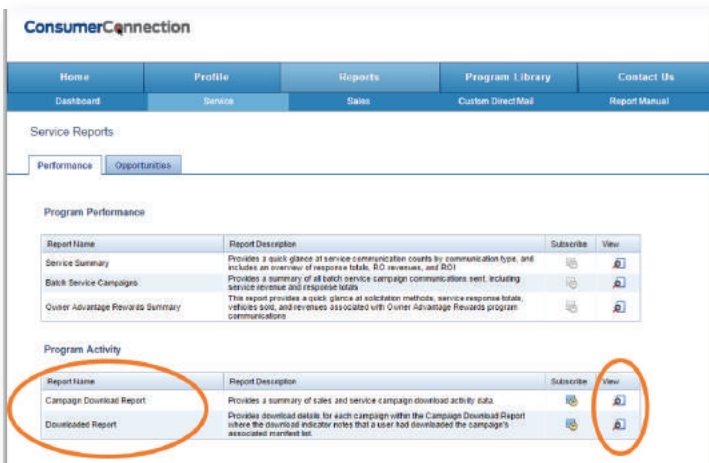 ConsumerConnection
Home Profile Reports Program Library Contact Us
Dashboard Service Sales Custom Direct Mail Report Manual
Service Reports
Performance Opportunities
Program Performance
Report Name Report Description Subscribe View
Service Summary Provides a quick glance at service communication counts by communication type, and
includes an overview of response totals, RO revenues, and ROI
Batch Service Campaigns Provides a summary of all batch service campaign communications sent, including
service revenue and response totals
Owner Advantage Rewards Summary This report provides a quick glance at solicitation methods, service response totals,
vehicles sold, and revenues associated with Owner Advantage Rewards program
communications
Program Activity
Report Name Report Description Subscribe View
Campaign Download Report Provides a summary of sales and service campaign download activity data
Downloaded Report Provides download details for each campaign within the Campaign Download Report
where the download indicator notes that a user had downloaded the campaign's
associated manifest list.